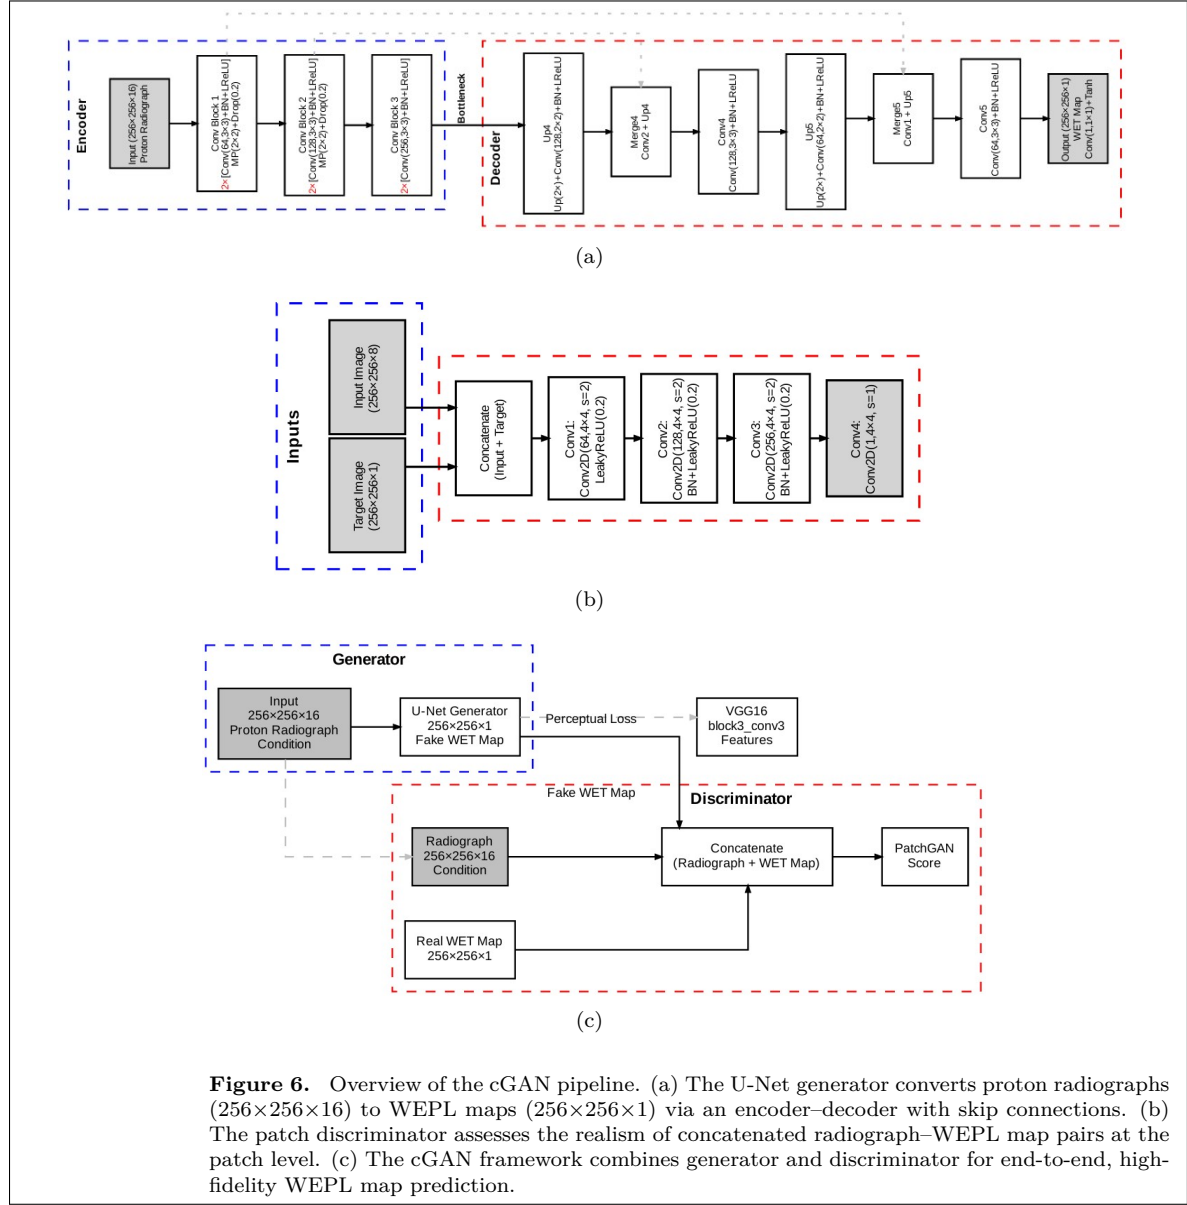 Encoder
Input (256×256×16)
Proton Radiograph
Conv Block 1
2×[Conv(64,3×3)+BN+LReLU]
MP(2×2)+Drop(0.2)
Conv Block 2
2×[Conv(128,3×3)+BN+LReLU]
MP(2×2)+Drop(0.2)
Conv Block 3
2×[Conv(256,3×3)+BN+LReLU]
Bottleneck
Decoder
Up4
Up(2×)+Conv(128,2×2)+BN+LReLU
Merge4
Conv2 + Up4
Conv4
Conv(128,3×3)+BN+LReLU
Up5
Up(2×)+Conv(64,2×2)+BN+LReLU
Merge5
Conv1 + Up5
Conv5
Conv(64,3×3)+BN+LReLU
Output (256×256×1)
WET Map
Conv(1,1×1)+Tanh
(a)
Inputs
Input Image
(256×256×8)
Target Image
(256×256×1)
Concatenate
(Input + Target)
Conv1:
Conv2D(64,4×4, s=2)
LeakyReLU(0.2)
Conv2:
Conv2D(128,4×4, s=2)
BN+LeakyReLU(0.2)
Conv3:
Conv2D(256,4×4, s=2)
BN+LeakyReLU(0.2)
Conv4:
Conv2D(1,4×4, s=1)
(b)
Generator
Input
256×256×16
Proton Radiograph
Condition
U-Net Generator
256×256×1
Fake WET Map
Perceptual Loss
VGG16
block3_conv3
Features
Fake WET Map
Discriminator
Radiograph
256×256×16
Condition
Concatenate
(Radiograph + WET Map)
PatchGAN
Score
Real WET Map
256×256×1
(c)
Figure 6. Overview of the cGAN pipeline. (a) The U-Net generator converts proton radiographs
(256×256×16) to WEPL maps (256×256×1) via an encoder–decoder with skip connections. (b)
The patch discriminator assesses the realism of concatenated radiograph–WEPL map pairs at the
patch level. (c) The cGAN framework combines generator and discriminator for end-to-end, high-
fidelity WEPL map prediction.